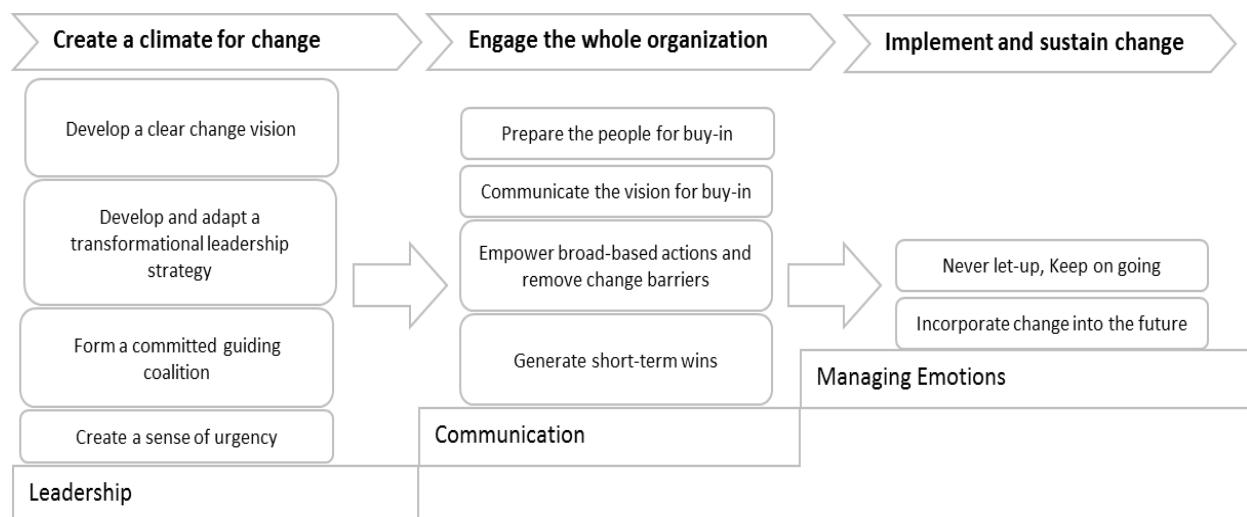 Create a climate for change
Engage the whole organization
Implement and sustain change
Develop a clear change vision
Develop and adapt a
transformational leadership
strategy
Form a committed guiding
coalition
Create a sense of urgency
Leadership
Prepare the people for buy-in
Communicate the vision for buy-in
Empower broad-based actions and
remove change barriers
Generate short-term wins
Communication
Never let-up, Keep on going
Incorporate change into the future
Managing Emotions